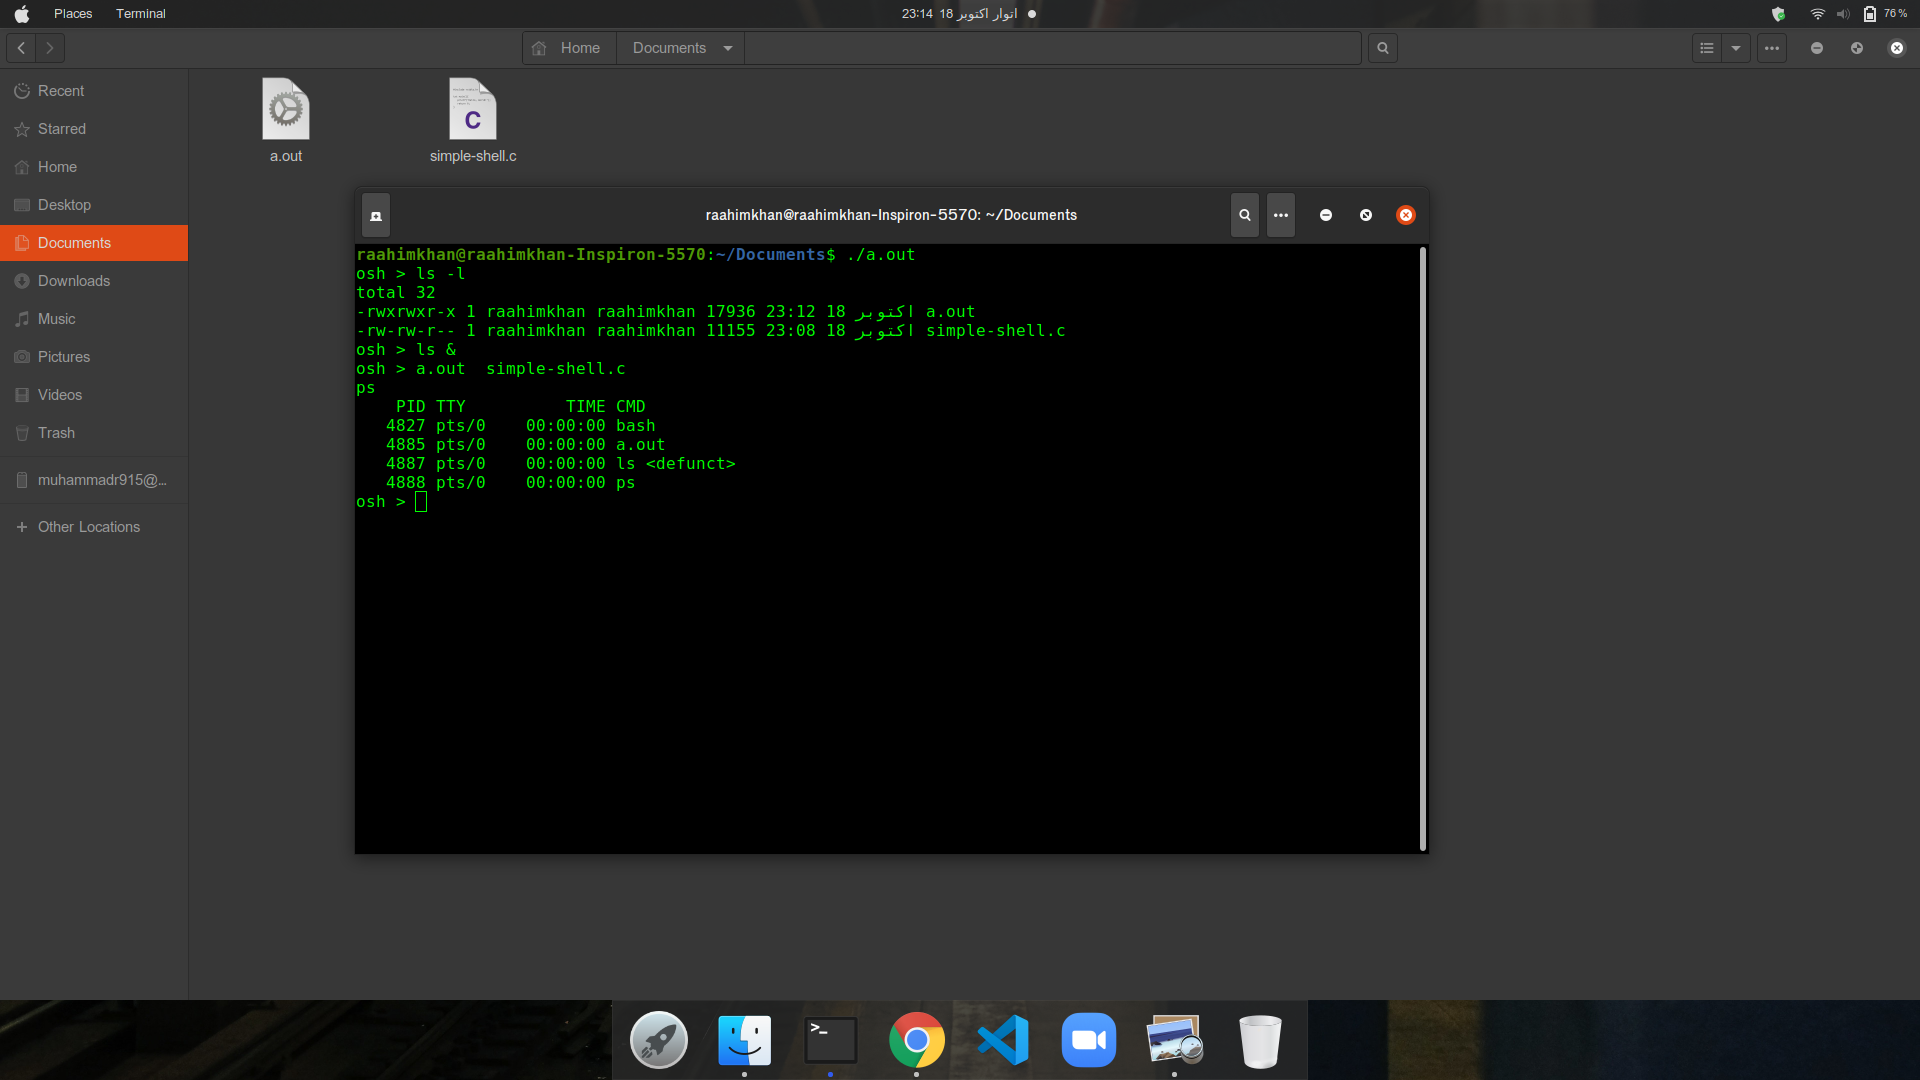 Places Terminal
اتوار اکتوبر 18 23:14
76 %
Home Documents
Recent
Starred
Home
Desktop
Documents
Downloads
Music
Pictures
Videos
Trash
muhammadr915@...
Other Locations
a.out
simple-shell.c
C
raahimkhan@raahimkhan-Inspiron-5570: ~/Documents
raahimkhan@raahimkhan-Inspiron-5570:~/Documents$ ./a.out
osh > ls -l
total 32
-rwxrwxr-x 1 raahimkhan raahimkhan 17936 23:12 18 اکتوبر a.out
-rw-rw-r-- 1 raahimkhan raahimkhan 11155 23:08 18 اکتوبر simple-shell.c
osh > ls &
osh > a.out  simple-shell.c
ps
    PID TTY          TIME CMD
   4827 pts/0    00:00:00 bash
   4885 pts/0    00:00:00 a.out
   4887 pts/0    00:00:00 ls <defunct>
   4888 pts/0    00:00:00 ps
osh >
>_